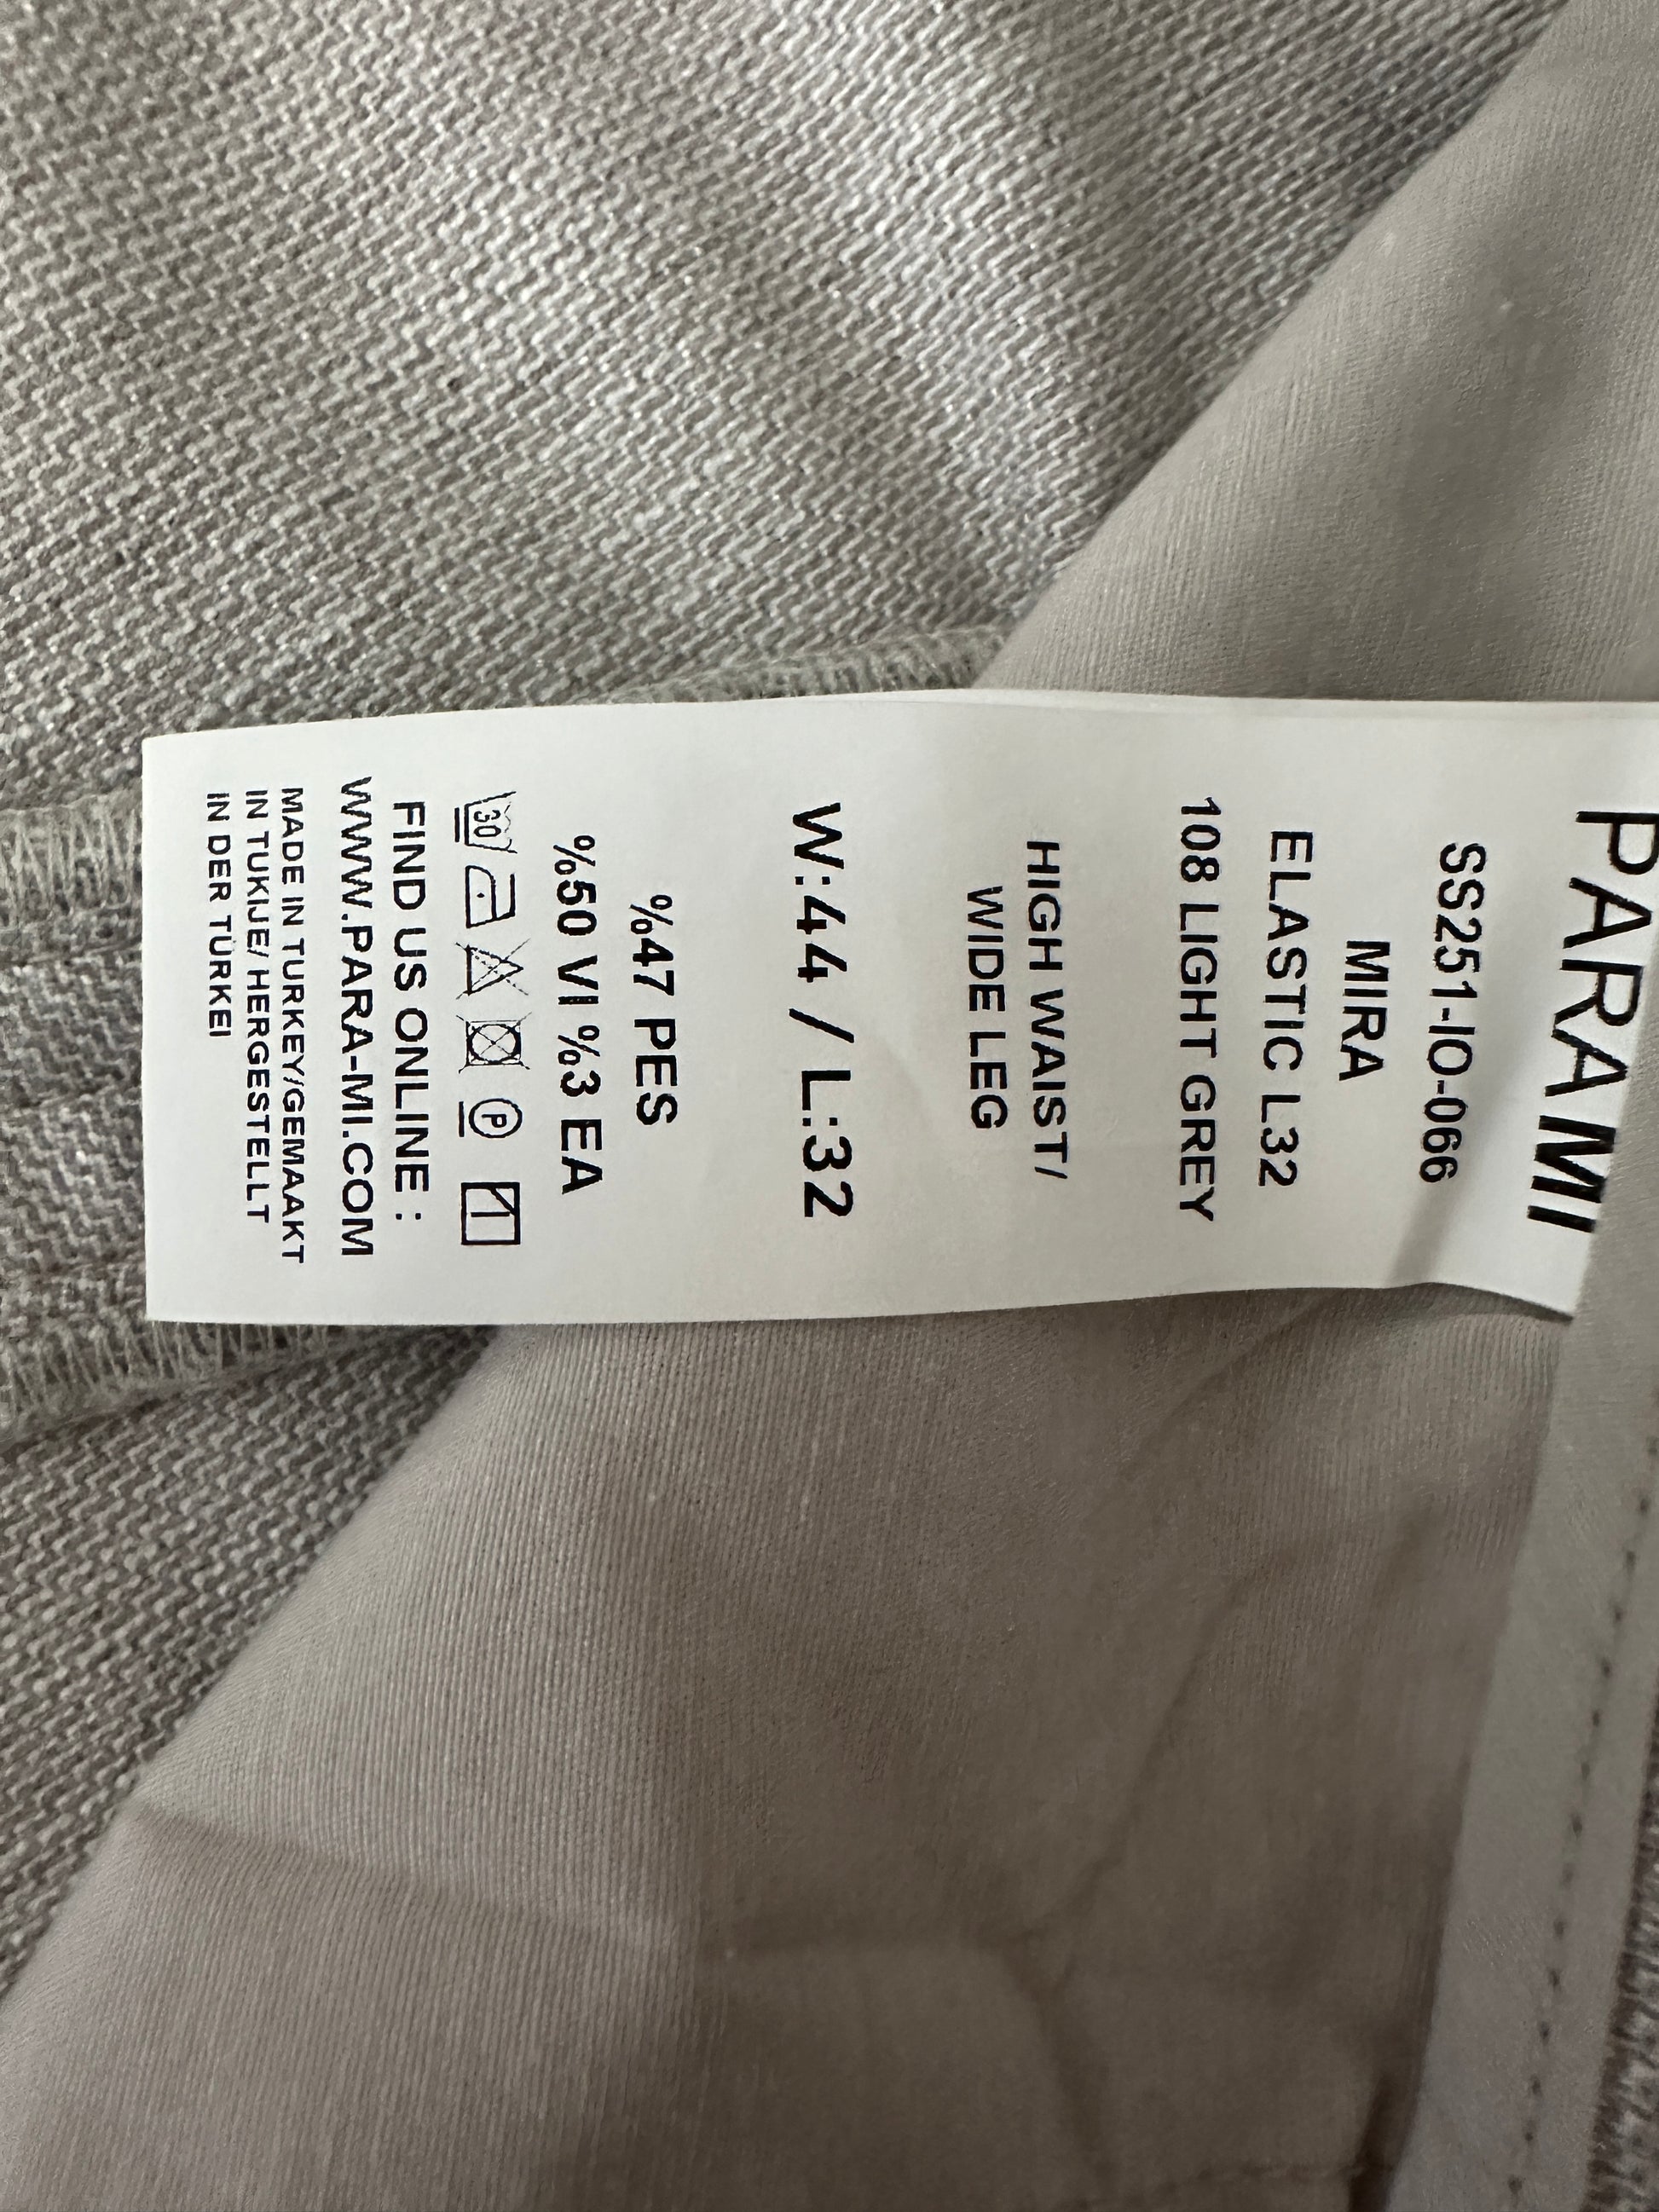 PARA MI
SS251-IO-066
MIRA
ELASTIC L32
108 LIGHT GREY
HIGH WAIST/
WIDE LEG
W:44 / L:32
%47 PES
%50 VI %3 EA
30 P
FIND US ONLINE :
WWW.PARA-MI.COM
MADE IN TURKEY/GEMAAKT
IN TUKIJE/ HERGESTELLT
IN DER TÜRKEI